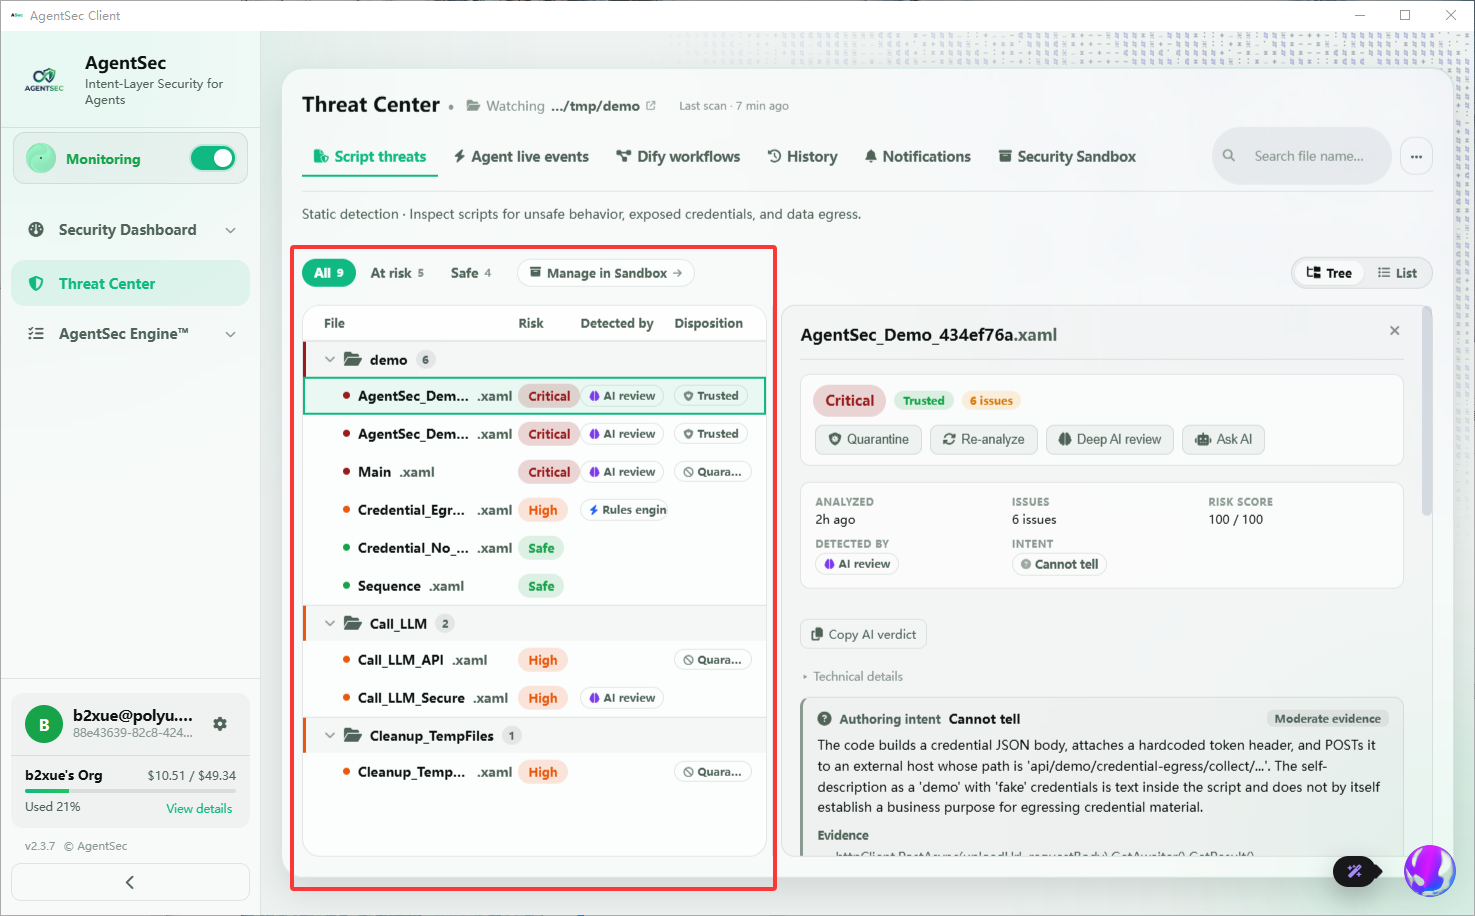 AgentSec Client
AGENTSEC
AgentSec
Intent-Layer Security for
Agents
Monitoring
Security Dashboard
Threat Center
AgentSec Engine™
b2xue@polyu....
88e43639-82c8-424...
B
b2xue's Org $10.51 / $49.34
Used 21% View details
v2.3.7 © AgentSec
Threat Center • Watching .../tmp/demo Last scan · 7 min ago
Script threats Agent live events Dify workflows History Notifications Security Sandbox
Search file name...
Static detection · Inspect scripts for unsafe behavior, exposed credentials, and data egress.
All 9 At risk 5 Safe 4 Manage in Sandbox →
Tree List
File Risk Detected by Disposition
demo 6
AgentSec_Dem... .xaml Critical AI review Trusted
AgentSec_Dem... .xaml Critical AI review Trusted
Main .xaml Critical AI review Quara...
Credential_Egr... .xaml High Rules engin
Credential_No_... .xaml Safe
Sequence .xaml Safe
Call_LLM 2
Call_LLM_API .xaml High Quara...
Call_LLM_Secure .xaml High AI review
Cleanup_TempFiles 1
Cleanup_Temp... .xaml High Quara...
AgentSec_Demo_434ef76a.xaml
Critical Trusted 6 issues
Quarantine Re-analyze Deep AI review Ask AI
ANALYZED ISSUES RISK SCORE
2h ago 6 issues 100 / 100
DETECTED BY INTENT
AI review Cannot tell
Copy AI verdict
Technical details
Authoring intent Cannot tell Moderate evidence
The code builds a credential JSON body, attaches a hardcoded token header, and POSTs it
to an external host whose path is 'api/demo/credential-egress/collect/...'. The self-
description as a 'demo' with 'fake' credentials is text inside the script and does not by itself
establish a business purpose for egressing credential material.
Evidence
httpClient.PostAsync(uploadUrl, requestBody).GetAwaiter().GetResult()